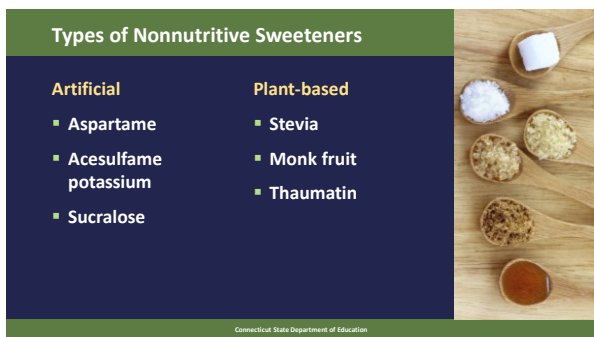 Types of Nonnutritive Sweeteners
Artificial
Aspartame
Acesulfame
potassium
Sucralose
Plant-based
Stevia
Monk fruit
Thaumatin
Connecticut State Department of Education